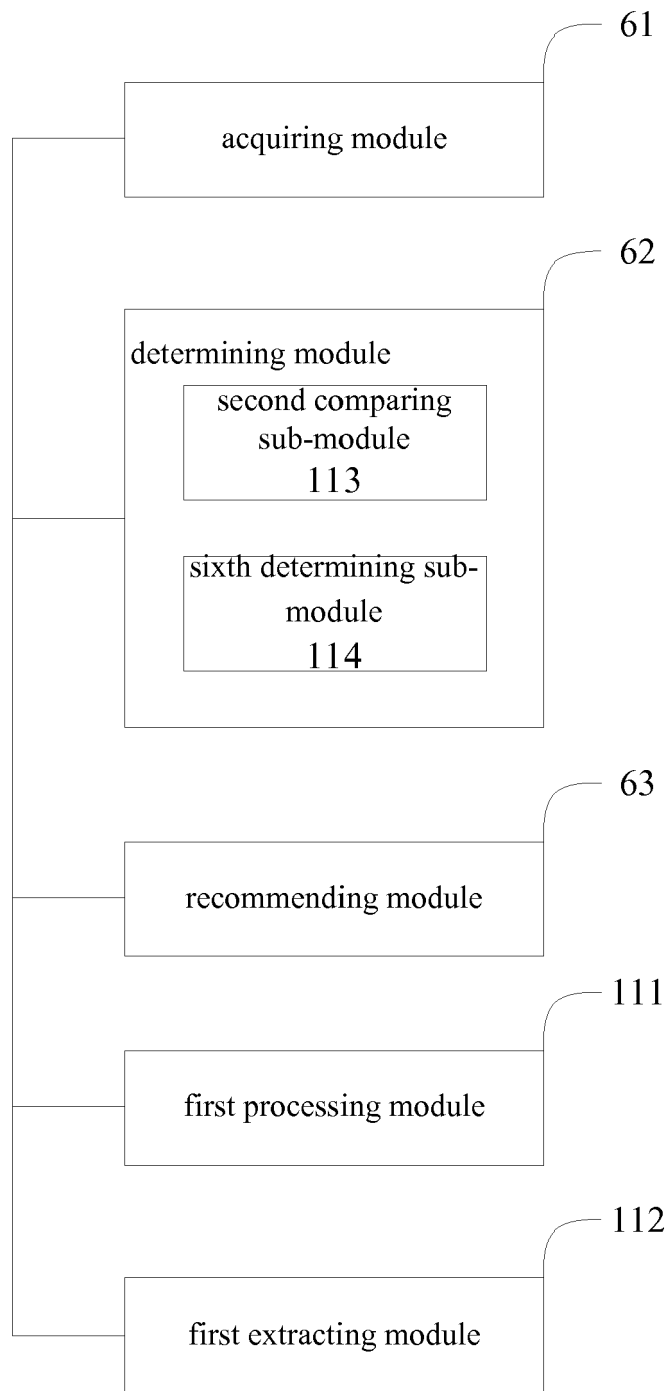 61
acquiring module
62
determining module
second comparing
sub-module
113
sixth determining sub-
module
114
63
recommending module
111
first processing module
112
first extracting module